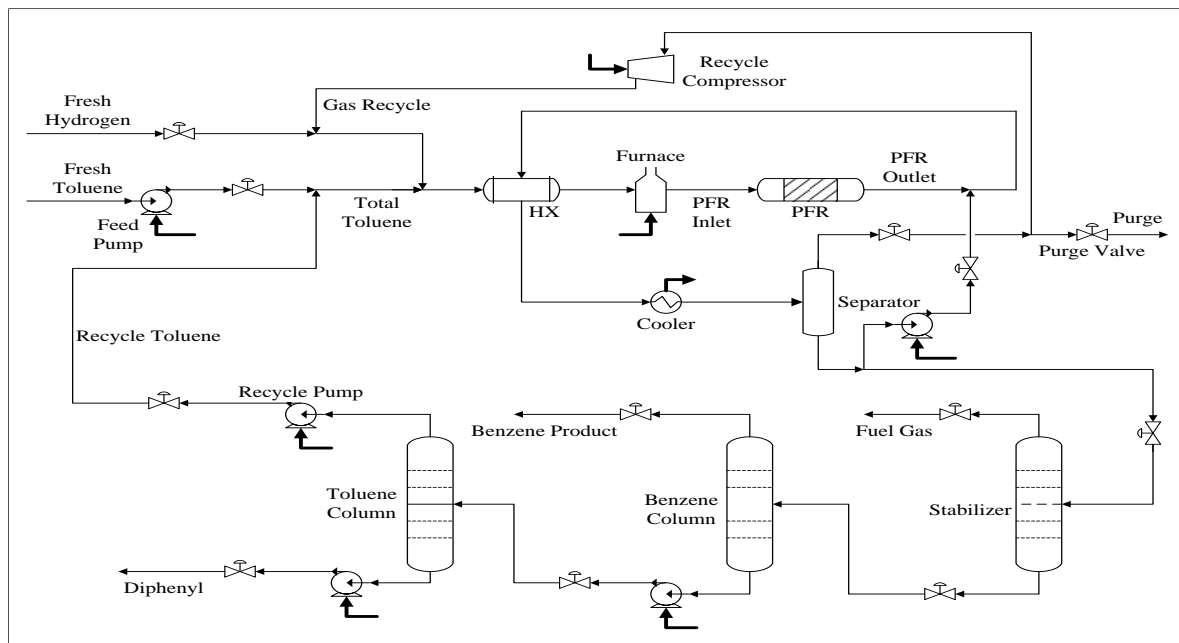 Recycle
Compressor
Fresh
Hydrogen
Gas Recycle
Fresh
Toluene
Feed
Pump
Total
Toluene
HX
Furnace
PFR
Inlet
PFR
PFR
Outlet
Purge
Purge Valve
Cooler
Separator
Recycle Toluene
Recycle Pump
Benzene Product
Fuel Gas
Toluene
Column
Benzene
Column
Stabilizer
Diphenyl